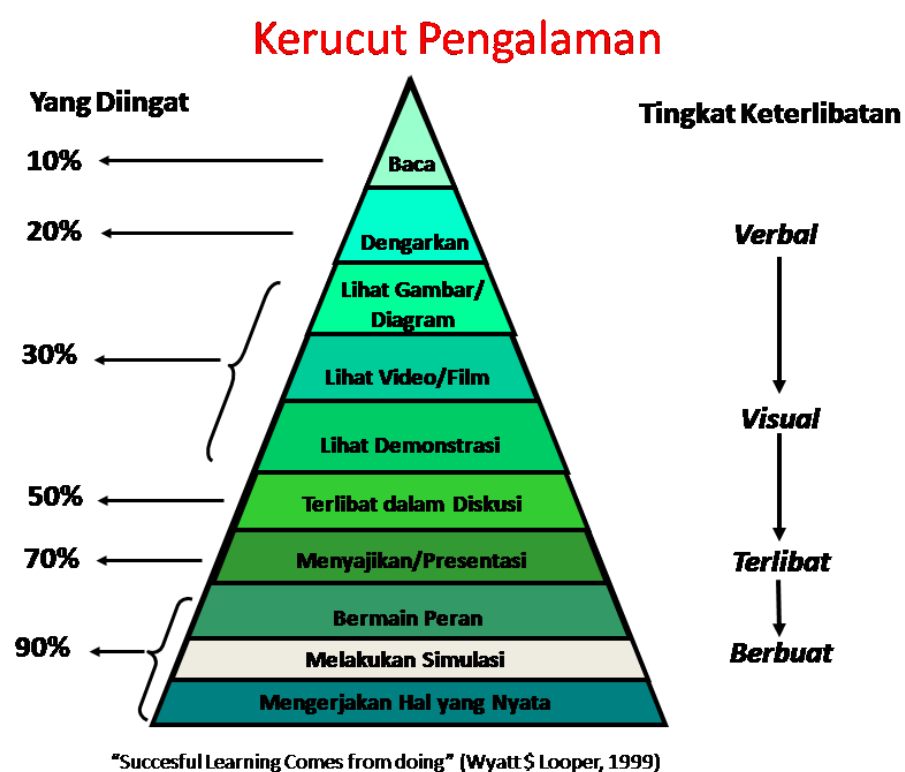 Kerucut Pengalaman
Yang Diingat
Tingkat Keterlibatan
10%
Baca
20%
Dengarkan
Verbal
Lihat Gambar/
Diagram
30%
Lihat Video/Film
Visual
Lihat Demonstrasi
50%
Terlibat dalam Diskusi
70%
Menyajikan/Presentasi
Terlibat
Bermain Peran
90%
Berbuat
Melakukan Simulasi
Mengerjakan Hal yang Nyata
“Succesful Learning Comes from doing” (Wyatt $ Looper, 1999)